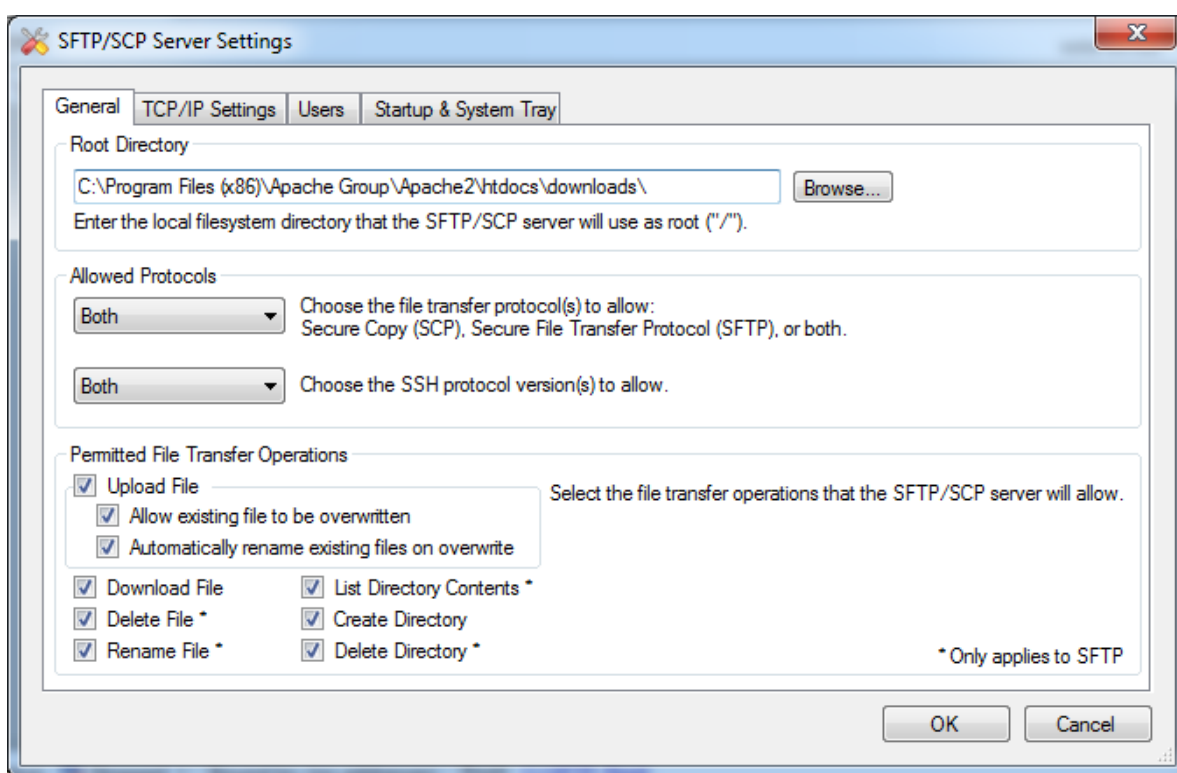 SFTP/SCP Server Settings
General TCP/IP Settings Users Startup & System Tray
Root Directory
C:\Program Files (x86)\Apache Group\Apache2\htdocs\downloads\ Browse...
Enter the local filesystem directory that the SFTP/SCP server will use as root ("/").
Allowed Protocols
Both Choose the file transfer protocol(s) to allow:
Secure Copy (SCP), Secure File Transfer Protocol (SFTP), or both.
Both Choose the SSH protocol version(s) to allow.
Permitted File Transfer Operations
Upload File
Select the file transfer operations that the SFTP/SCP server will allow.
Allow existing file to be overwritten
Automatically rename existing files on overwrite
Download File List Directory Contents *
Delete File * Create Directory
Rename File * Delete Directory *
* Only applies to SFTP
OK Cancel